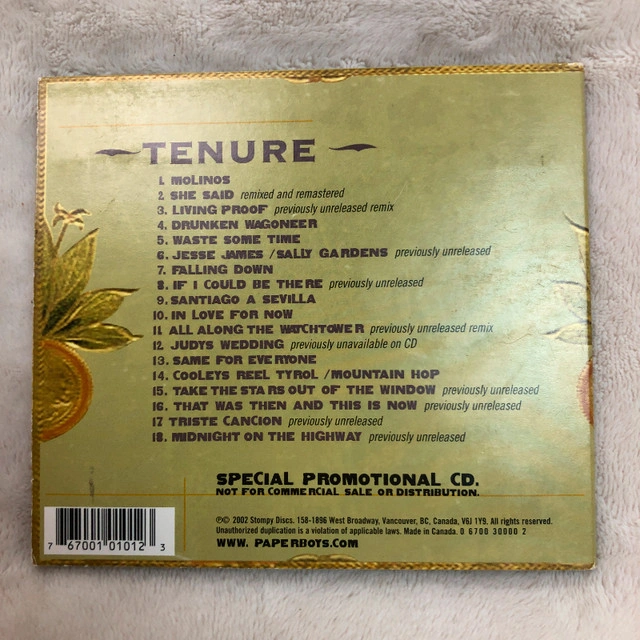 TENURE
1. MOLINOS
2. SHE SAID remixed and remastered
3. LIVING PROOF previously unreleased remix
4. DRUNKEN WAGONEER
5. WASTE SOME TIME
6. JESSE JAMES / SALLY GARDENS previously unreleased
7. FALLING DOWN
8. IF I COULD BE THERE previously unreleased
9. SANTIAGO A SEVILLA
10. IN LOVE FOR NOW
11. ALL ALONG THE WATCHTOWER previously unreleased remix
12. JUDYS WEDDING previously unavailable on CD
13. SAME FOR EVERYONE
14. COOLEYS REEL TYROL / MOUNTAIN HOP
15. TAKE THE STARS OUT OF THE WINDOW previously unreleased
16. THAT WAS THEN AND THIS IS NOW previously unreleased
17 TRISTE CANCION previously unreleased
18. MIDNIGHT ON THE HIGHWAY previously unreleased
SPECIAL PROMOTIONAL CD.
NOT FOR COMMERCIAL SALE OR DISTRIBUTION.
℗© 2002 Stompy Discs. 158-1896 West Broadway, Vancouver, BC, Canada, V6J 1Y9. All rights reserved.
Unauthorized duplication is a violation of applicable laws. Made in Canada. 0 6700 30080 2
WWW. PAPERBOYS.COM
7 67001 01012 3